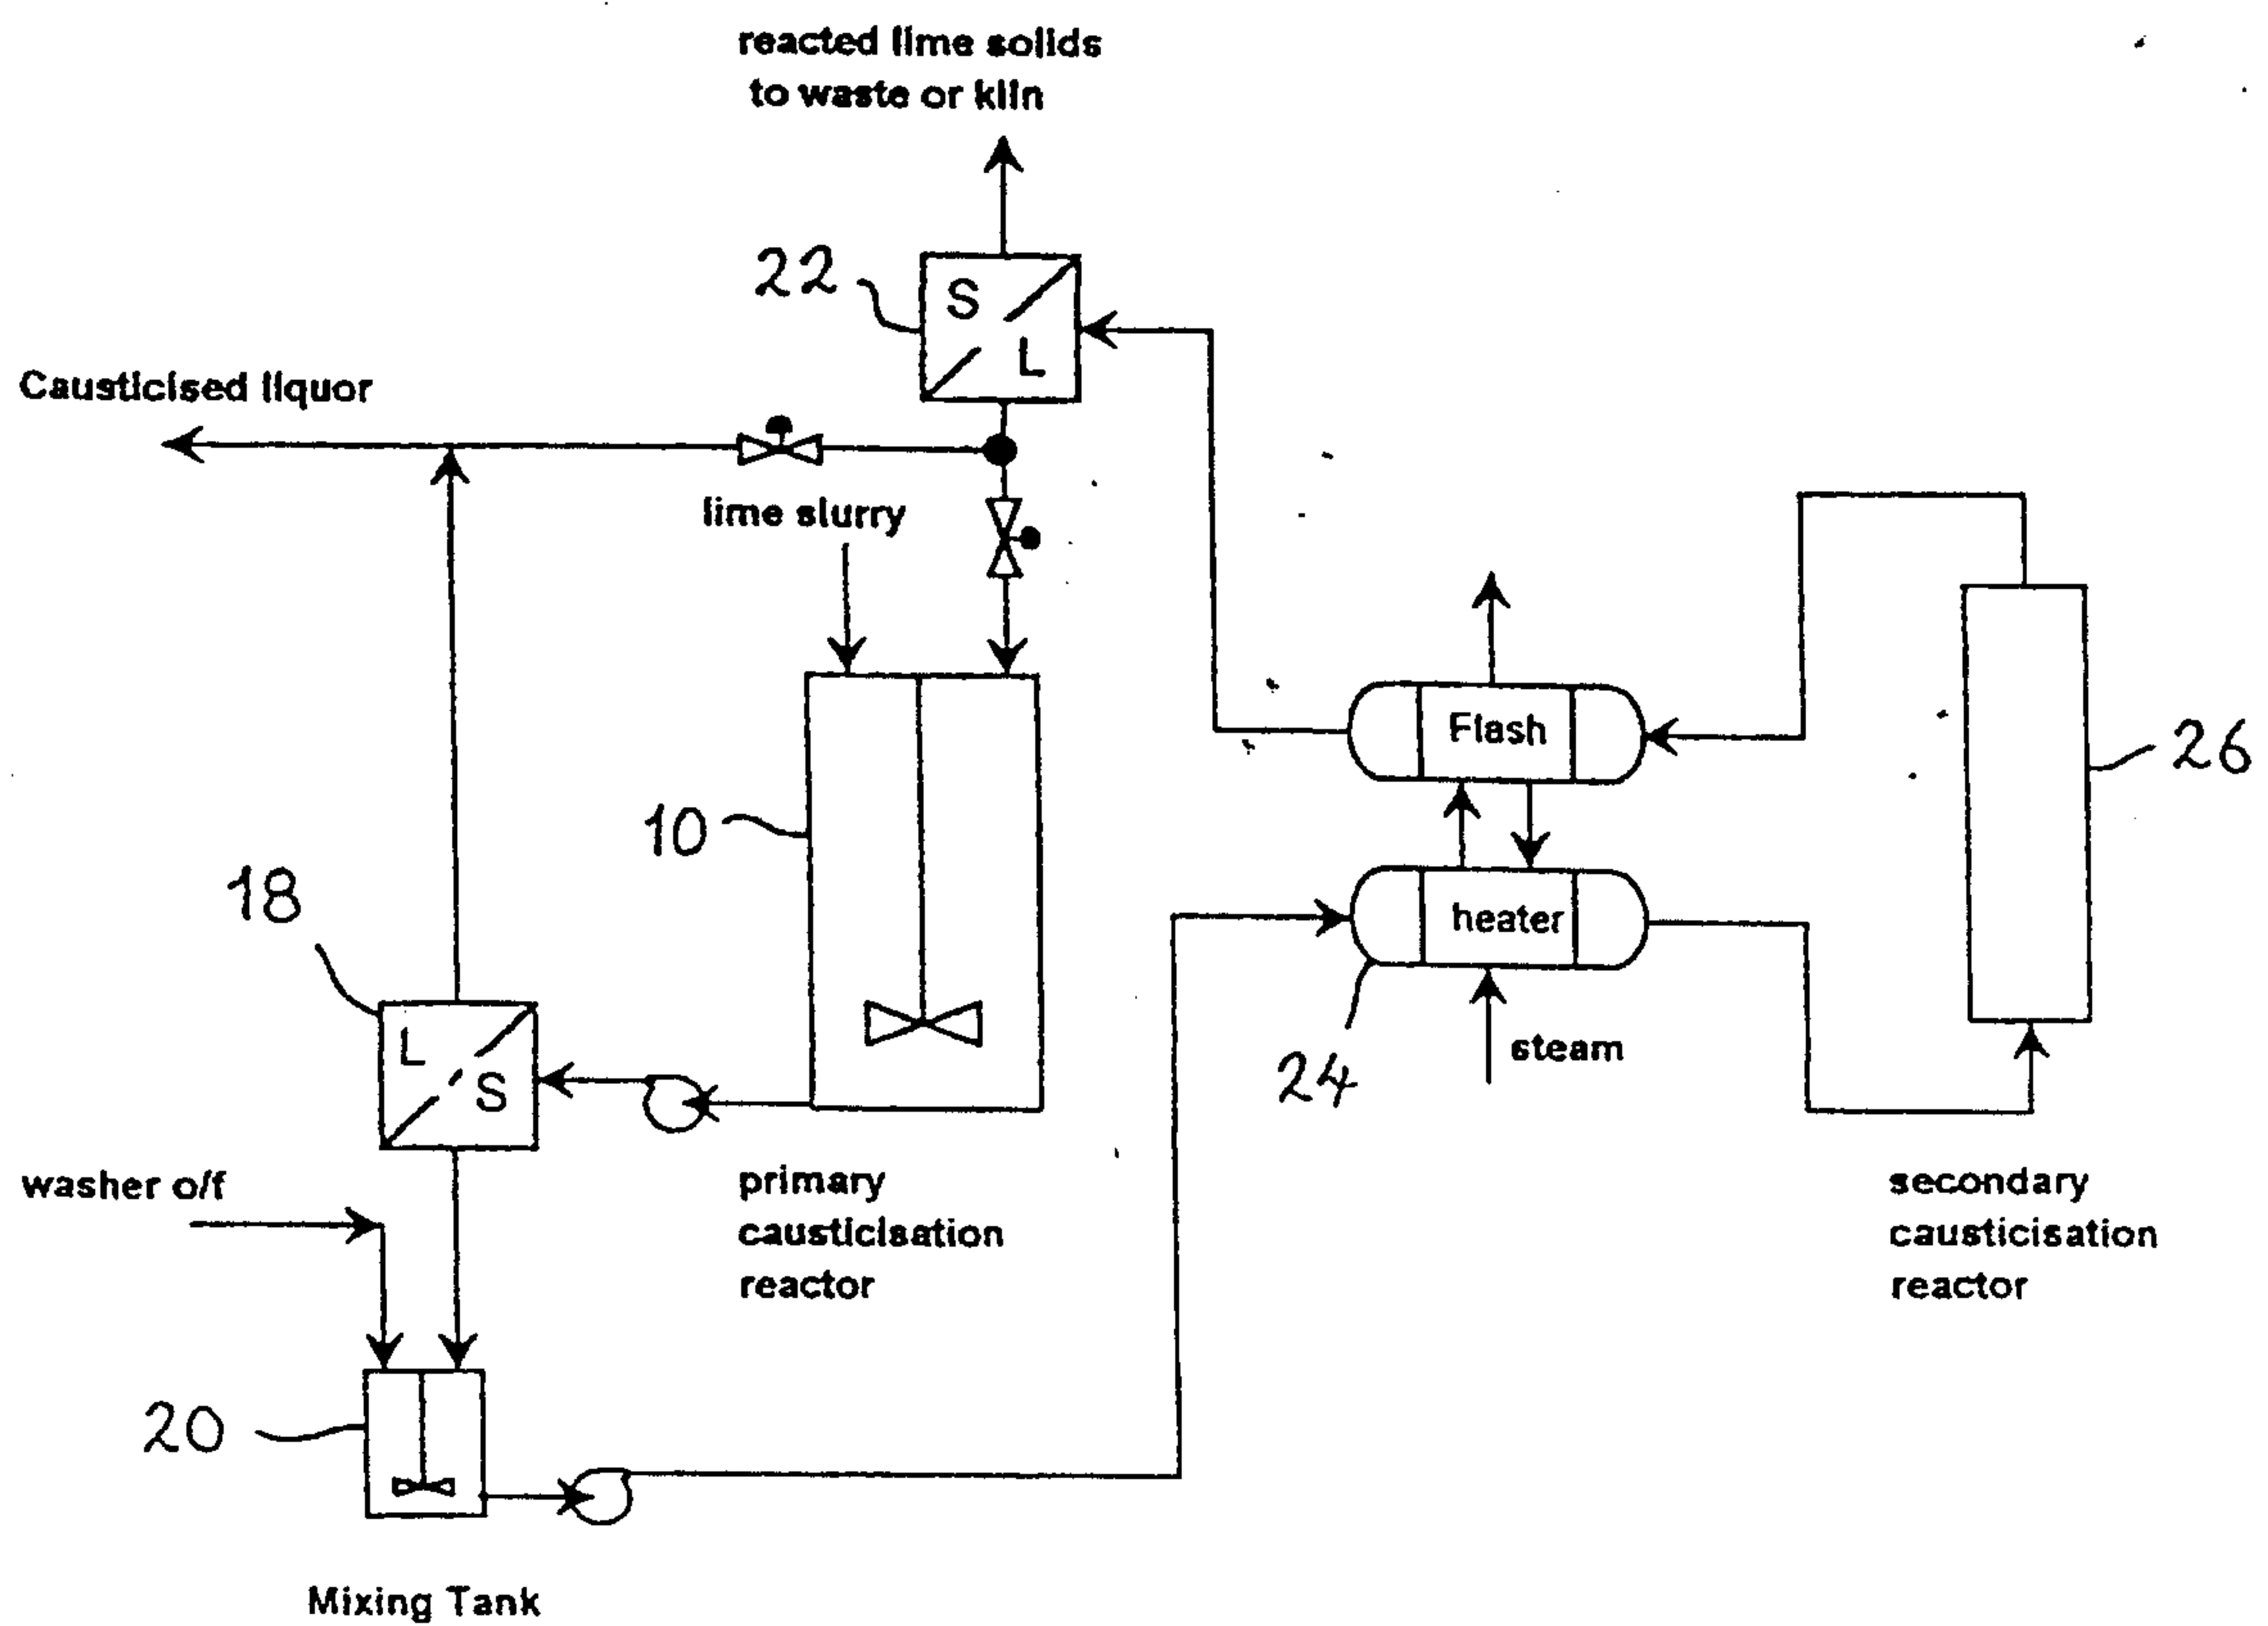 reacted lime solids
to waste or kiln
22
S
L
Causticised liquor
lime slurry
Flash
26
10
18
heater
L
S
24
steam
washer o/f
primary
causticisation
reactor
secondary
causticisation
reactor
20
Mixing Tank